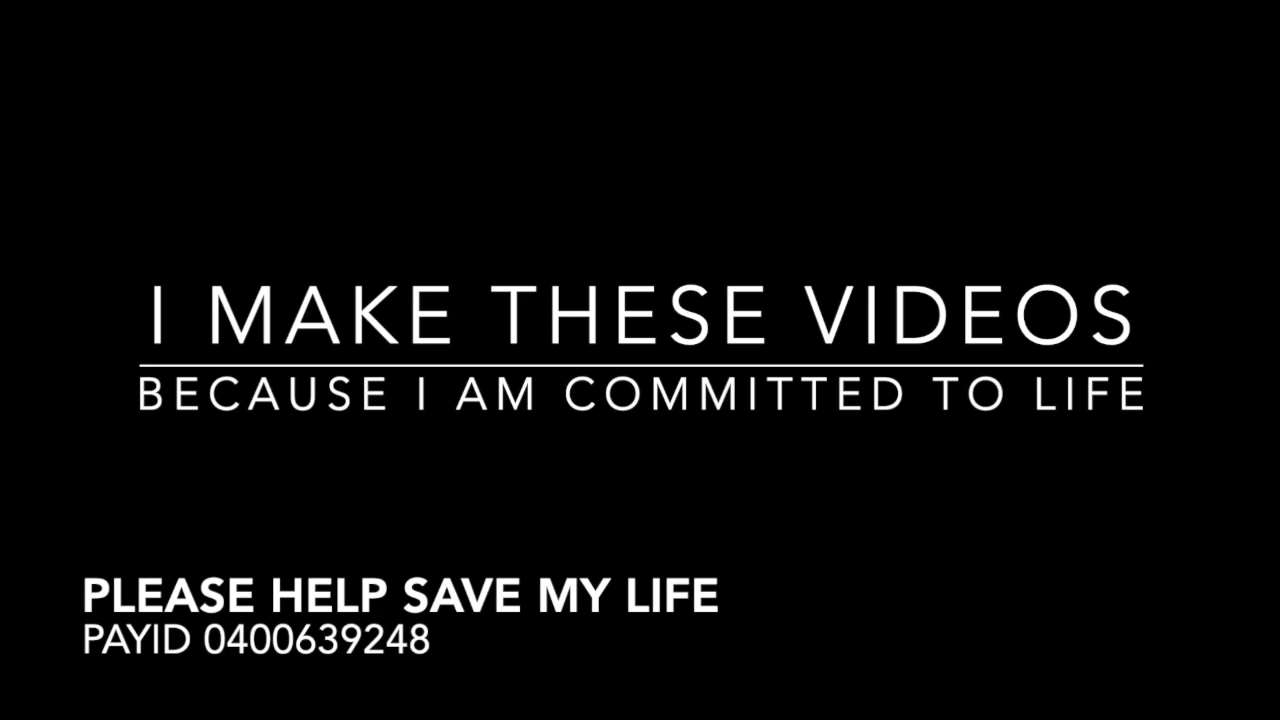 I MAKE THESE VIDEOS
BECAUSE I AM COMMITTED TO LIFE
PLEASE HELP SAVE MY LIFE
PAYID 0400639248